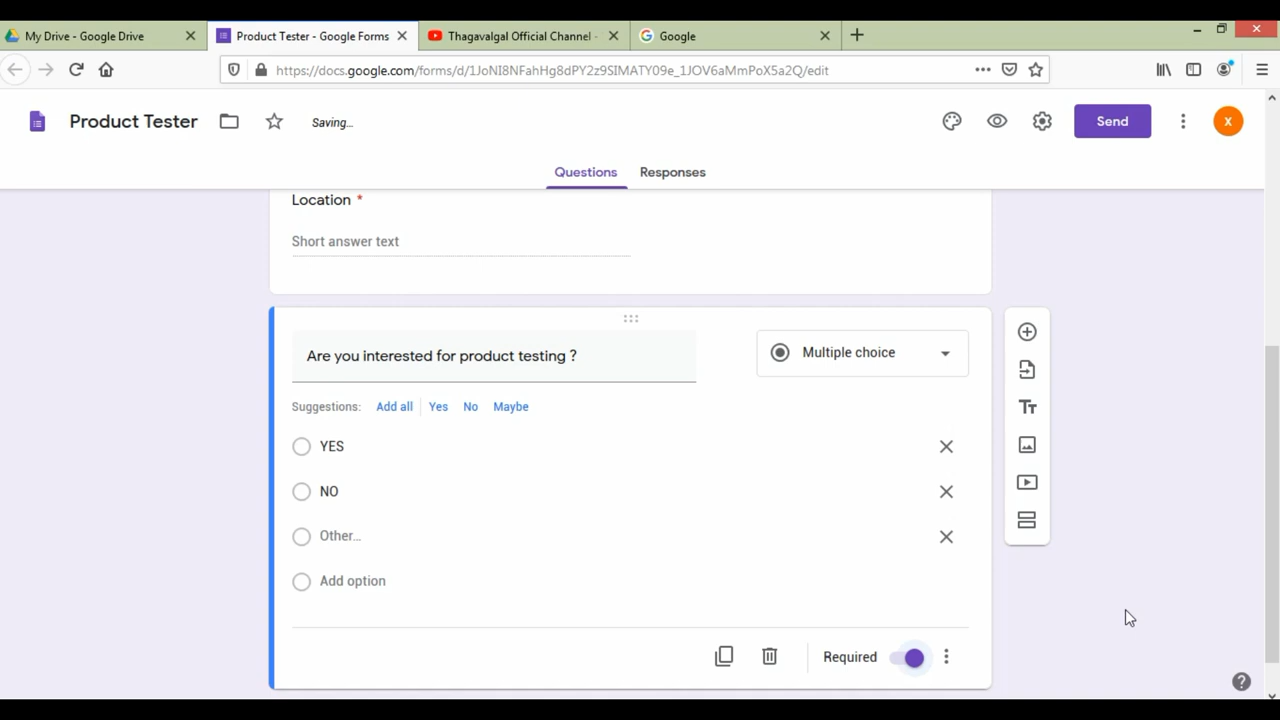 My Drive - Google Drive
Product Tester - Google Forms
Thagavalgal Official Channel -
Google
https://docs.google.com/forms/d/1JoNI8NFahHg8dPY2z9SIMATY09e_1JOV6aMmPoX5a2Q/edit
Product Tester
Saving...
Send
X
Questions
Responses
Location *
Short answer text
Are you interested for product testing ?
Multiple choice
Suggestions: Add all Yes No Maybe
YES
NO
Other...
Add option
Required